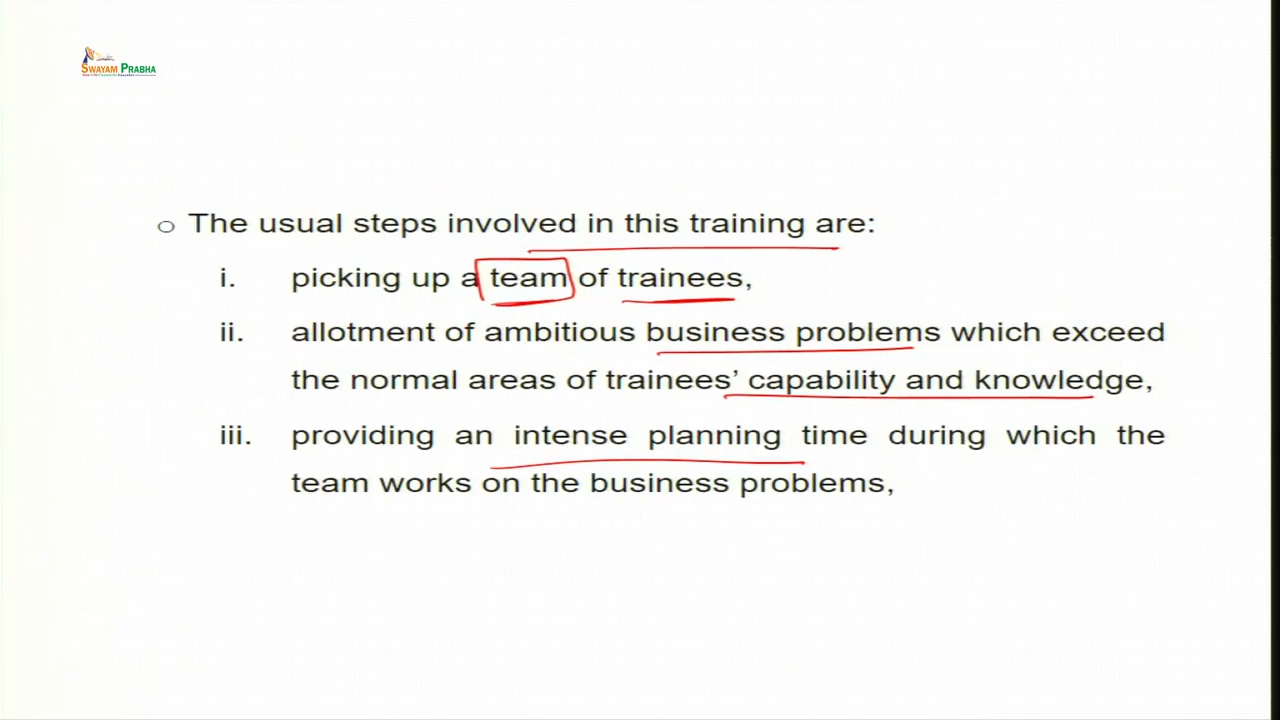 SWAYAM PRABHA
○ The usual steps involved in this training are:
i. picking up a team of trainees,
ii. allotment of ambitious business problems which exceed
the normal areas of trainees’ capability and knowledge,
iii. providing an intense planning time during which the
team works on the business problems,